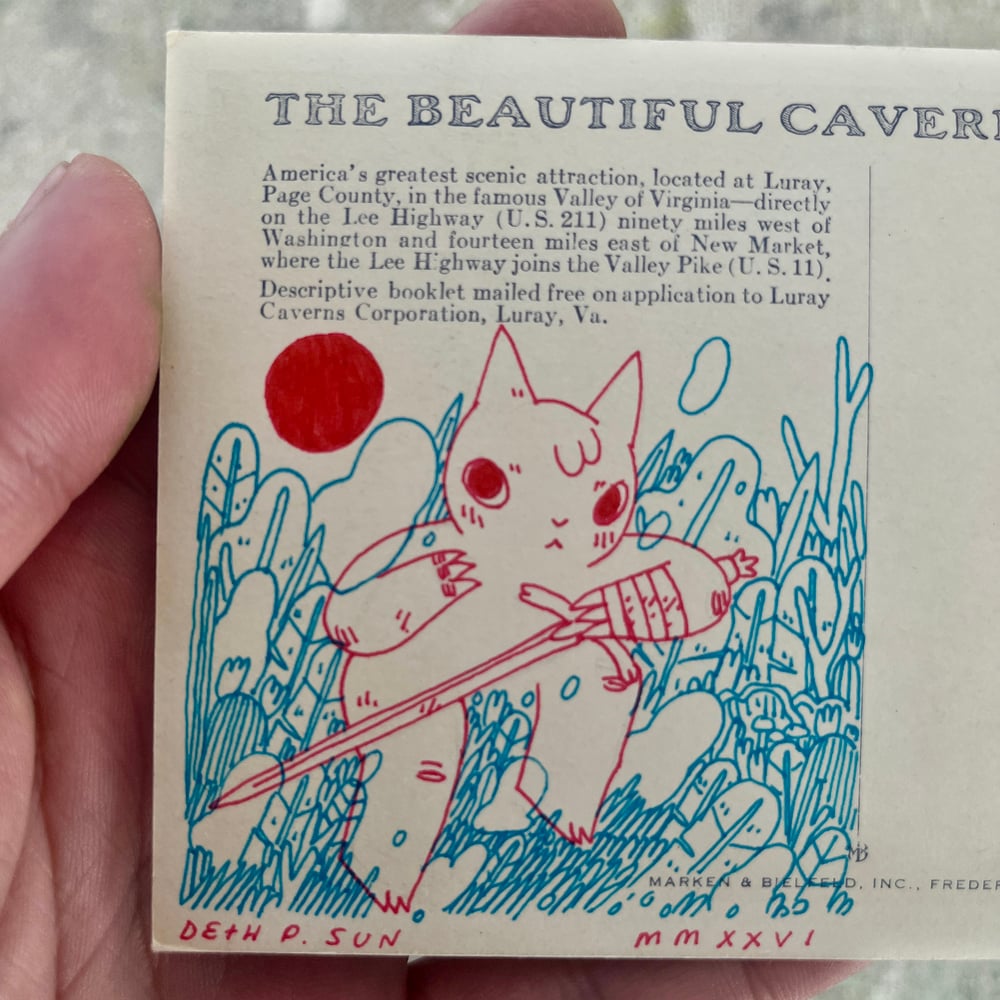 THE BEAUTIFUL CAVER
America's greatest scenic attraction, located at Luray,
Page County, in the famous Valley of Virginia—directly
on the Lee Highway (U. S. 211) ninety miles west of
Washington and fourteen miles east of New Market,
where the Lee Highway joins the Valley Pike (U. S. 11).
Descriptive booklet mailed free on application to Luray
Caverns Corporation, Luray, Va.
MARKEN & BIELFELD, INC., FREDER
DETH P. SUN
MMXXVI